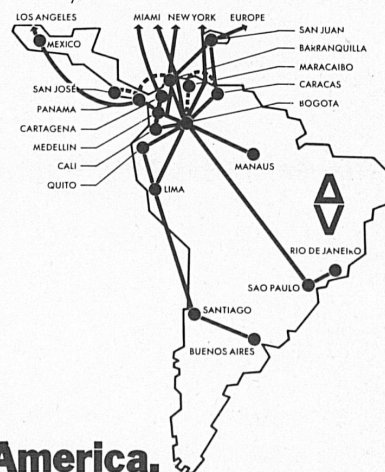 LOS ANGELES
MIAMI
NEW YORK
EUROPE
MEXICO
SAN JUAN
BARRANQUILLA
MARACAIBO
SAN JOSÉ
CARACAS
PANAMA
BOGOTA
CARTAGENA
MEDELLIN
CALI
MANAUS
QUITO
LIMA
RIO DE JANEIRO
SAO PAULO
SANTIAGO
BUENOS AIRES
America.